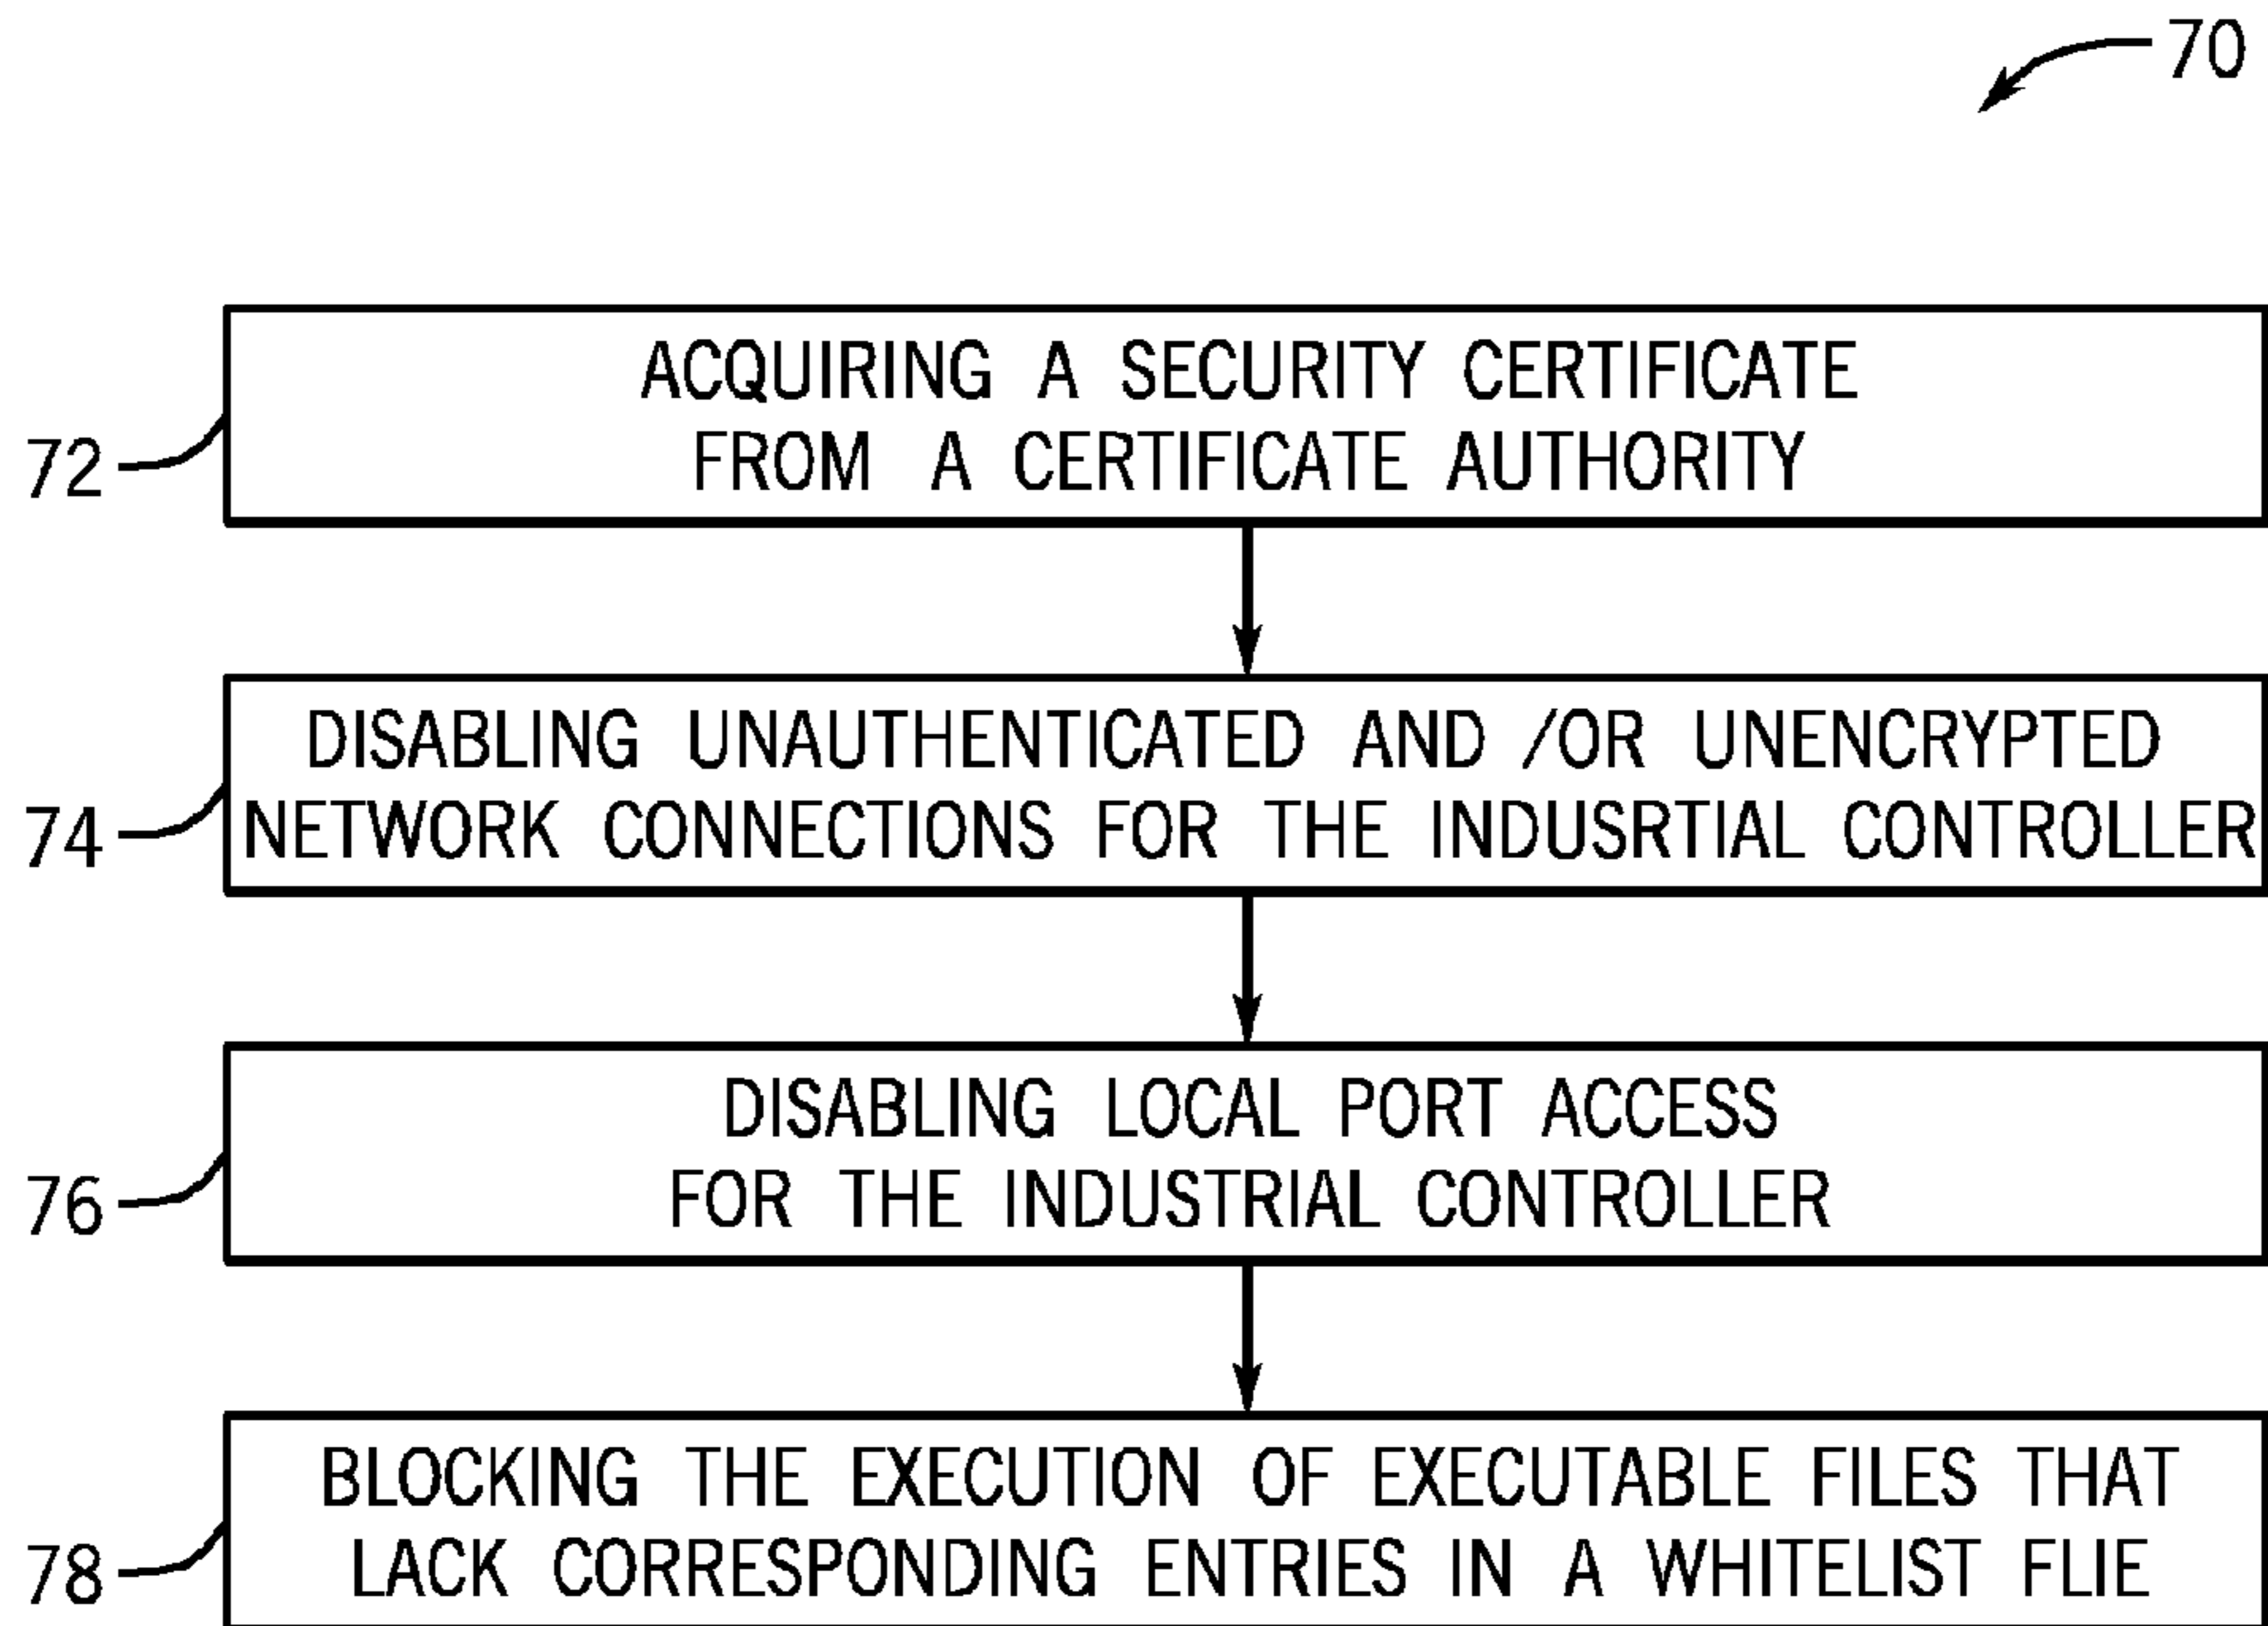 70
ACQUIRING A SECURITY CERTIFICATE
FROM A CERTIFICATE AUTHORITY
72
DISABLING UNAUTHENTICATED AND /OR UNENCRYPTED
NETWORK CONNECTIONS FOR THE INDUSRTIAL CONTROLLER
74
DISABLING LOCAL PORT ACCESS
FOR THE INDUSTRIAL CONTROLLER
76
BLOCKING THE EXECUTION OF EXECUTABLE FILES THAT
LACK CORRESPONDING ENTRIES IN A WHITELIST FLIE
78